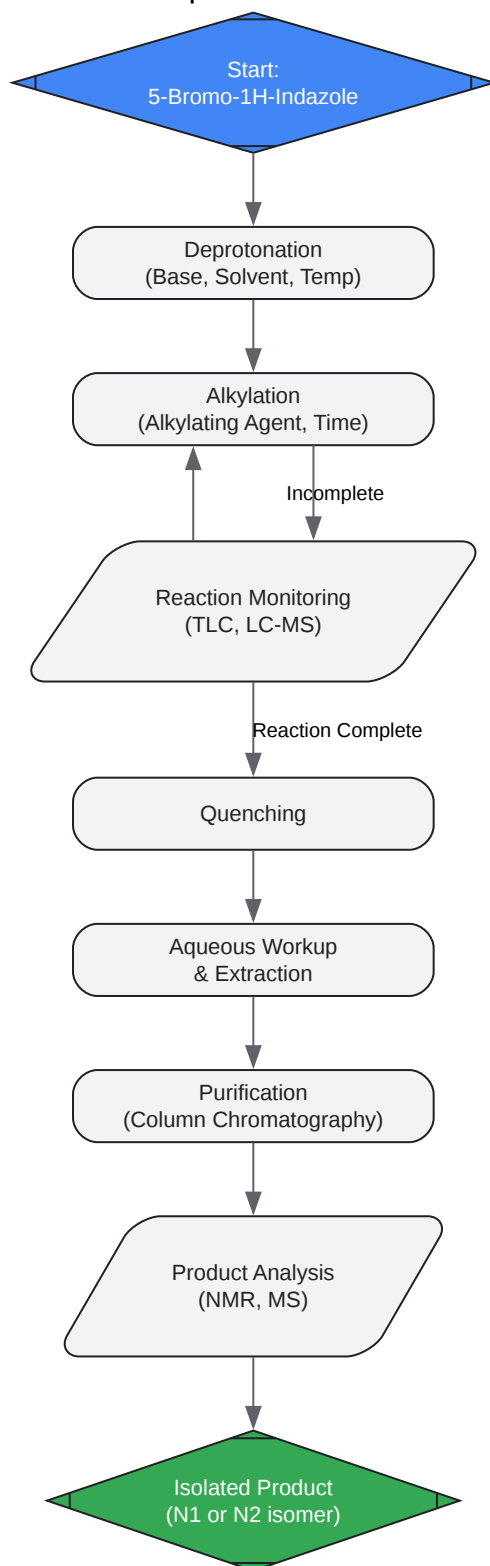 Start:
5-Bromo-1H-Indazole
Deprotonation
(Base, Solvent, Temp)
Alkylation
(Alkylating Agent, Time)
Incomplete
Reaction Monitoring
(TLC, LC-MS)
Reaction Complete
Quenching
Aqueous Workup
& Extraction
Purification
(Column Chromatography)
Product Analysis
(NMR, MS)
Isolated Product
(N1 or N2 isomer)